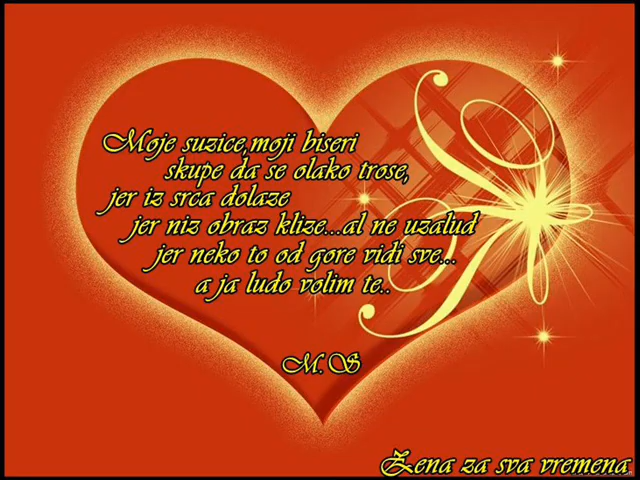 Moje suzice,moji biseri
skupe da se olako trose,
jer iz srca dolaze
jer niz obraz klize...al ne uzalud
jer neko to od gore vidi sve...
a ja ludo volim te..
M.S
Zena za sva vremena